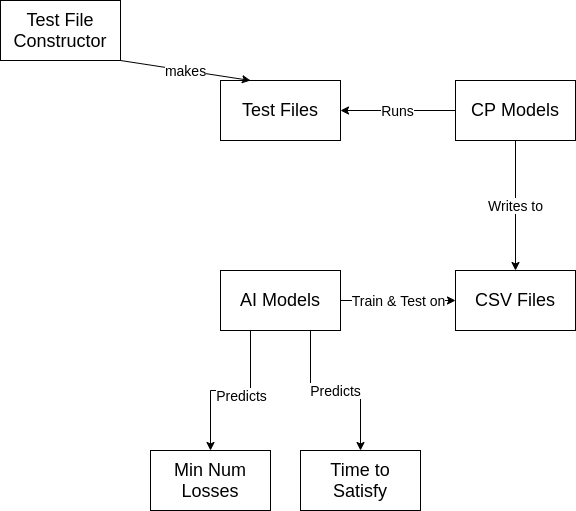 Test File
Constructor
makes
Test Files
Runs
CP Models
Writes to
AI Models
Train & Test on
CSV Files
Predicts
Predicts
Min Num
Losses
Time to
Satisfy